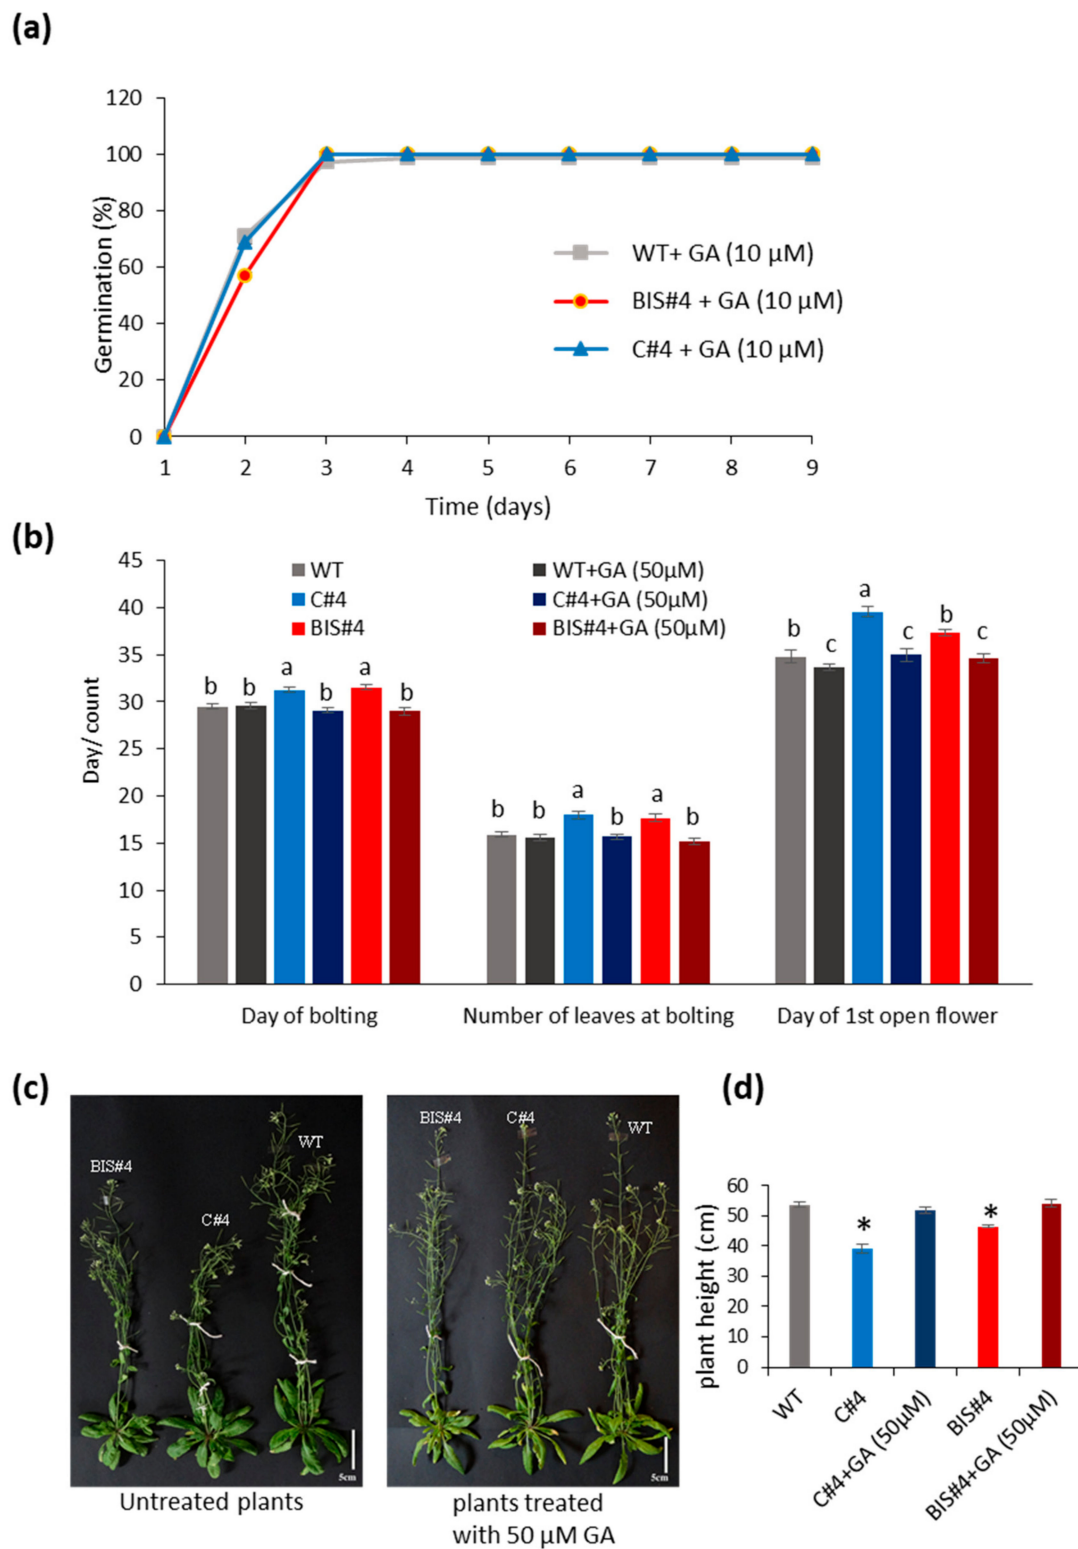 (a)
120
100
80
60
40
20
0
Germination (%)
WT+ GA (10 µM)
BIS#4 + GA (10 µM)
C#4 + GA (10 µM)
1 2 3 4 5 6 7 8 9
Time (days)
(b)
45
40
35
30
25
20
15
10
5
0
Day/ count
WT
C#4
BIS#4
WT+GA (50µM)
C#4+GA (50µM)
BIS#4+GA (50µM)
b b a b a b
b b a b a b
b c a c b c
Day of bolting
Number of leaves at bolting
Day of 1st open flower
(c)
BIS#4
C#4
WT
5cm
Untreated plants
BIS#4
C#4
WT
5cm
plants treated
with 50 µM GA
(d)
60
50
40
30
20
10
0
plant height (cm)
* *
WT
C#4
C#4+GA (50µM)
BIS#4
BIS#4+GA (50µM)